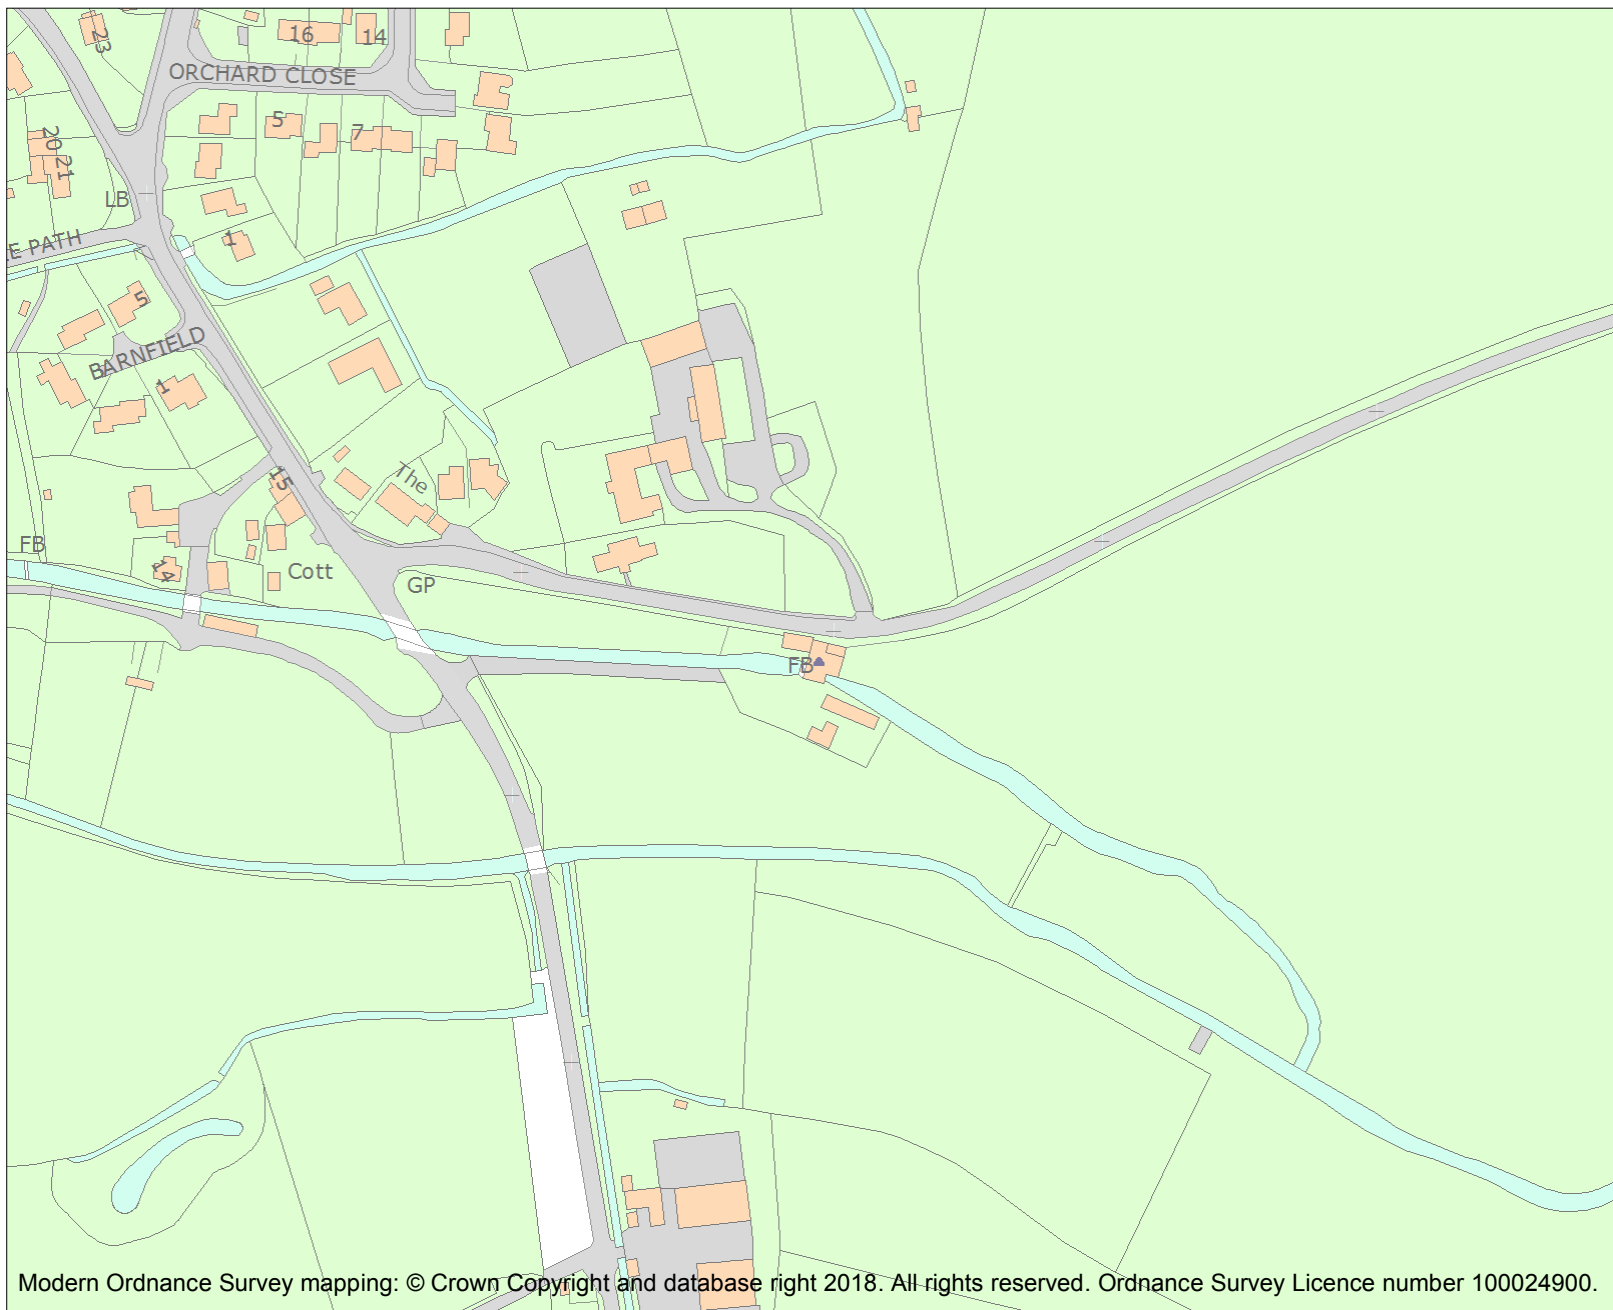 23
16
14
ORCHARD CLOSE
5
7
20
21
LB
1
E PATH
5
BARNFIELD
1
The
15
FB
14
Cott
GP
FB
Modern Ordnance Survey mapping: © Crown Copyright and database right 2018. All rights reserved. Ordnance Survey Licence number 100024900.